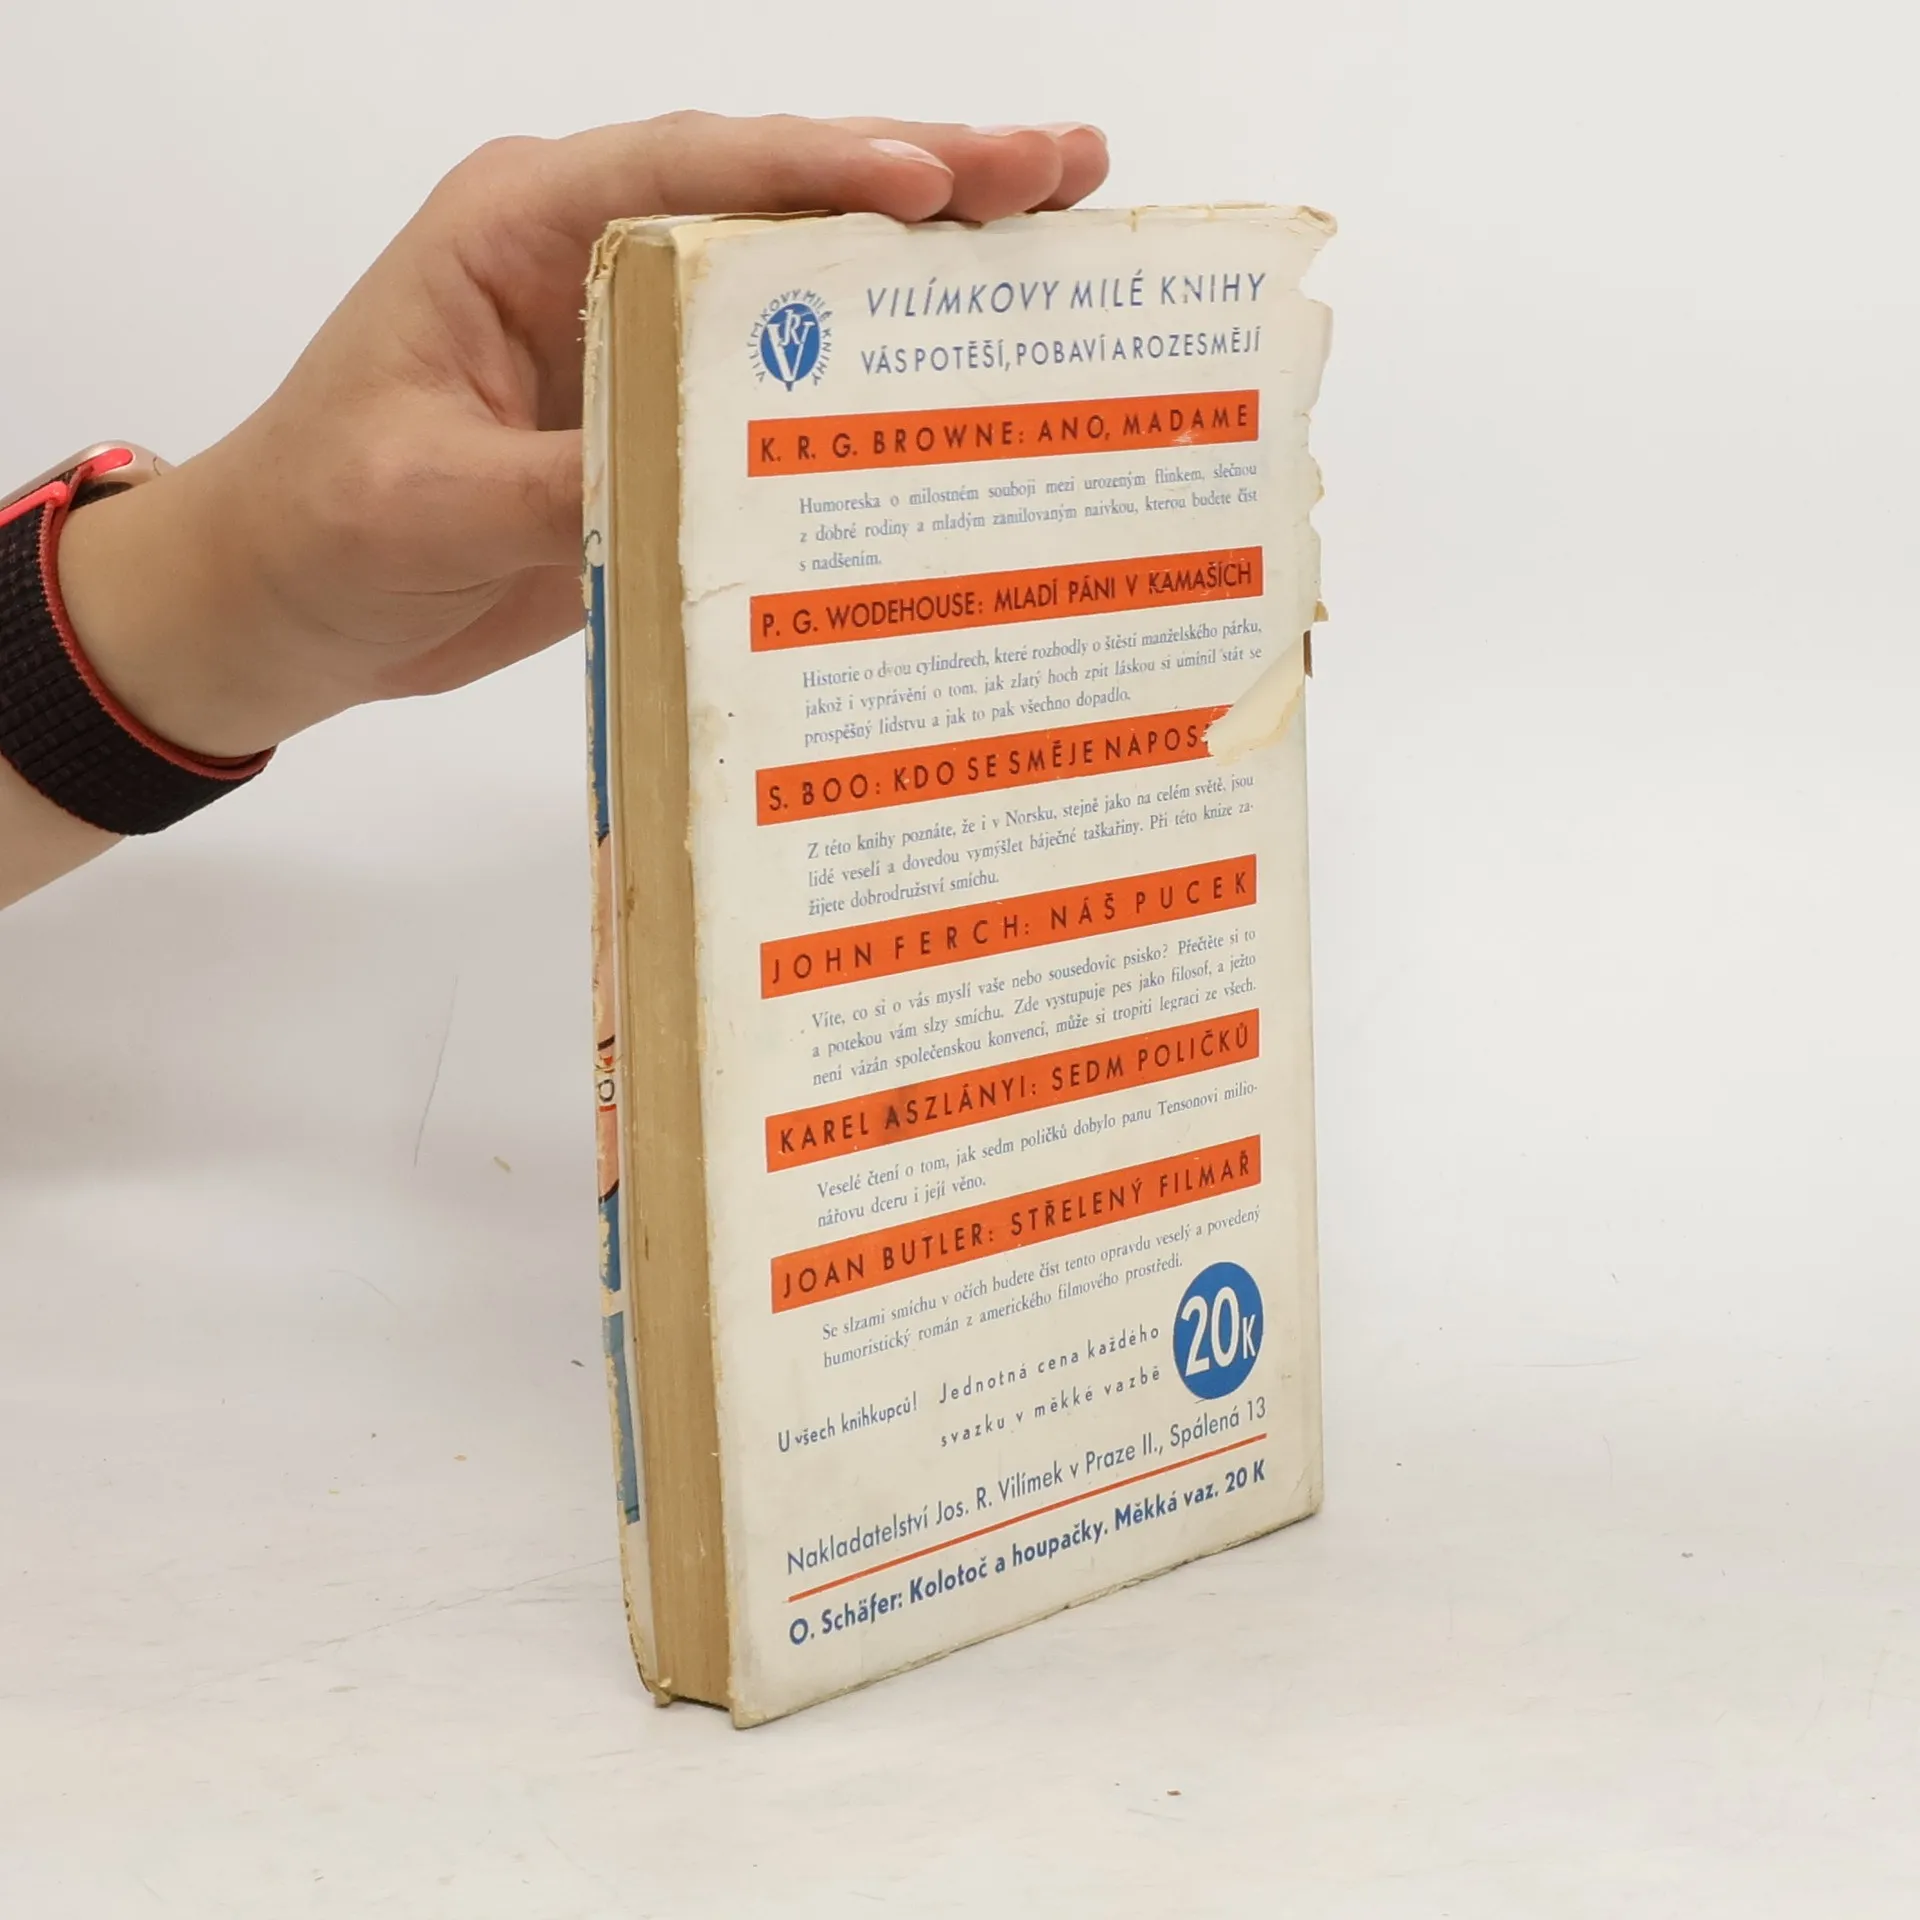 VILÍMKOVY MILÉ KNIHY
VRV
VILÍMKOVY MILÉ KNIHY
VÁS POTĚŠÍ, POBAVÍ A ROZESMĚJÍ
K. R. G. BROWNE: ANO, MADAME
Humoreska o milostném souboji mezi urozeným flinkem, slečnou
z dobré rodiny a mladým zamilovaným naivkou, kterou budete číst
s nadšením.
P. G. WODEHOUSE: MLADÍ PÁNI V KAMAŠÍCH
Historie o dvou cylindrech, které rozhodly o štěstí manželského párku,
jakož i vyprávění o tom, jak zlatý hoch zpit láskou si umínil stát se
prospěšný lidstvu a jak to pak všechno dopadlo.
S. BOO: KDO SE SMĚJE NAPOS
Z této knihy poznáte, že i v Norsku, stejně jako na celém světě, jsou
lidé veselí a dovedou vymýšlet báječné taškařiny. Při této knize za-
žijete dobrodružství smíchu.
JOHN FERCH: NÁŠ PUCEK
Víte, co si o vás myslí vaše nebo sousedovic psisko? Přečtěte si to
a potekou vám slzy smíchu. Zde vystupuje pes jako filosof, a ježto
není vázán společenskou konvencí, může si tropiti legraci ze všech.
KAREL ASZLÁNYI: SEDM POLIČKŮ
Veselé čtení o tom, jak sedm poličků dobylo panu Tensonovi milio-
nářovu dceru i její věno.
JOAN BUTLER: STŘELENÝ FILMAŘ
Se slzami smíchu v očích budete číst tento opravdu veselý a povedený
humoristický román z amerického filmového prostředí.
U všech knihkupců!
Jednotná cena každého
svazku v měkké vazbě
20 K
Nakladatelství Jos. R. Vilímek v Praze II., Spálená 13
O. Schäfer: Kolotoč a houpačky. Měkká vaz. 20 K